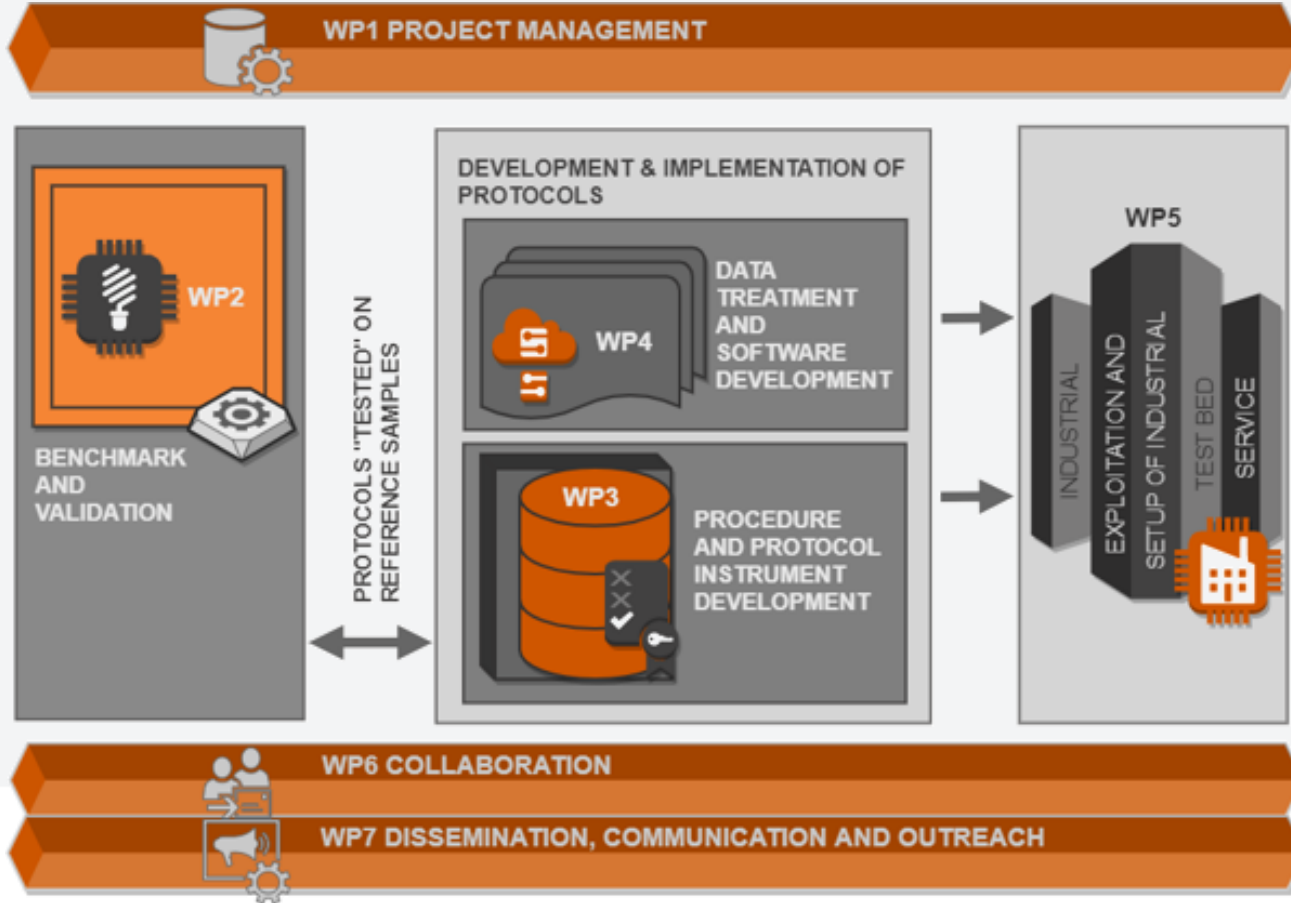 WP1 PROJECT MANAGEMENT
WP2
BENCHMARK
AND
VALIDATION
PROTOCOLS "TESTED" ON
REFERENCE SAMPLES
DEVELOPMENT & IMPLEMENTATION OF
PROTOCOLS
WP4
DATA
TREATMENT
AND
SOFTWARE
DEVELOPMENT
WP3
PROCEDURE
AND PROTOCOL
INSTRUMENT
DEVELOPMENT
WP5
INDUSTRIAL
EXPLOITATION AND
SETUP OF INDUSTRIAL
TEST BED
SERVICE
WP6 COLLABORATION
WP7 DISSEMINATION, COMMUNICATION AND OUTREACH